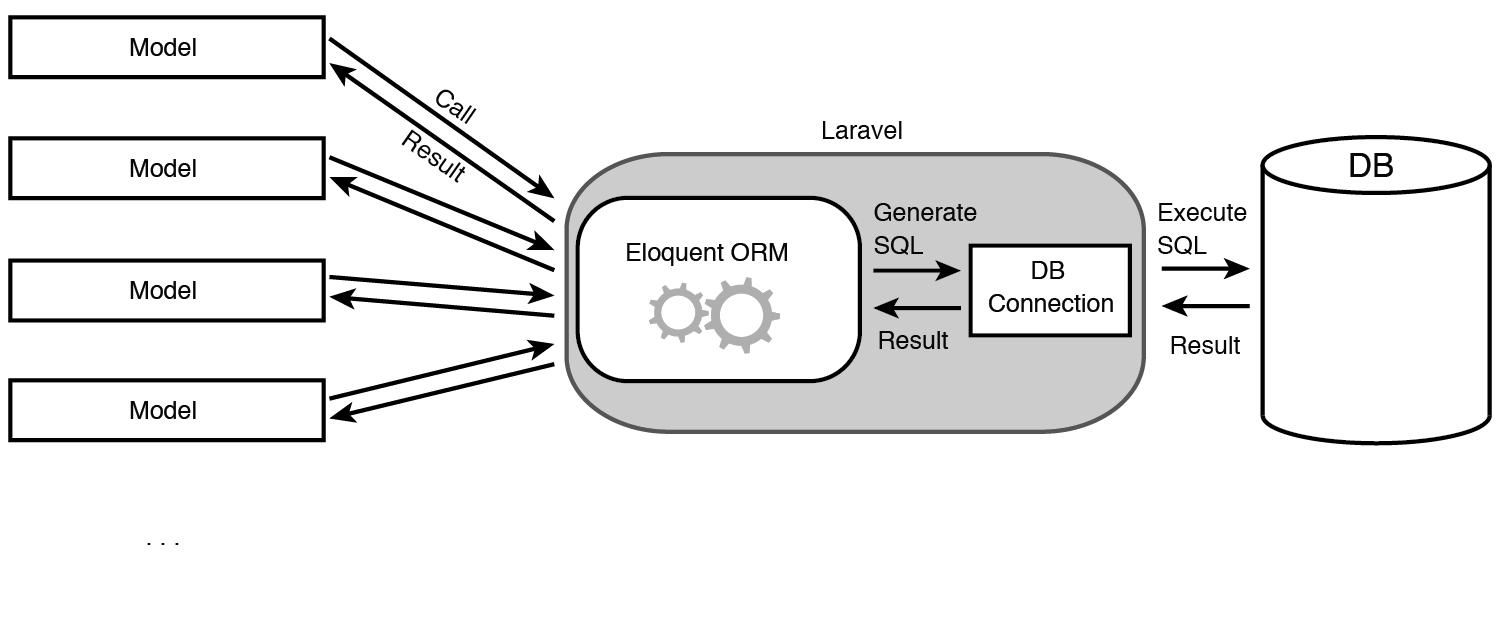 Model
Model
Model
Model
. . .
Call
Result
Laravel
Eloquent ORM
Generate
SQL
Result
DB
Connection
Execute
SQL
Result
DB